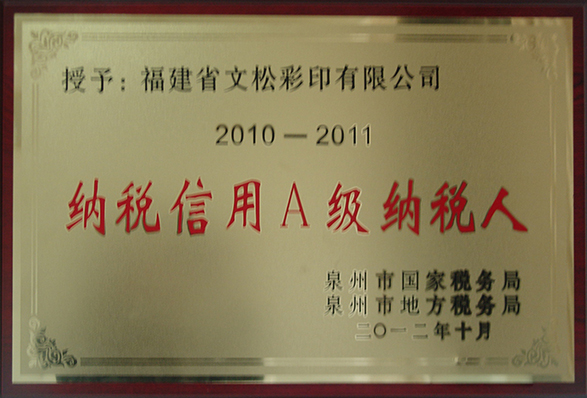 授予：福建省文松彩印有限公司
2010—2011
纳税信用A级纳税人
泉州市国家税务局
泉州市地方税务局
二〇一二年十月